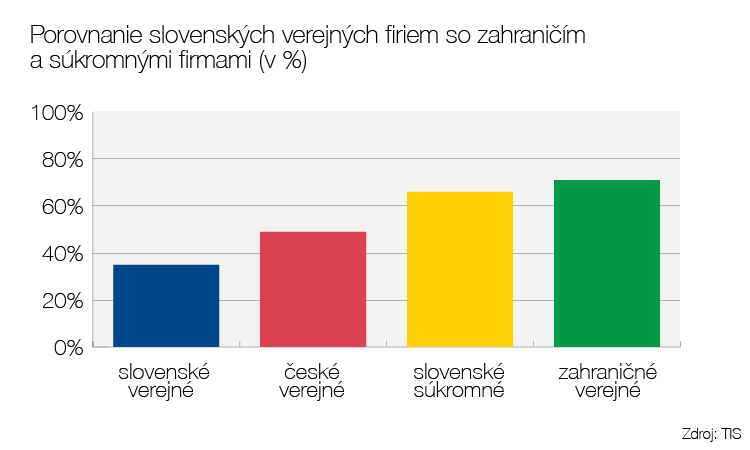 Porovnanie slovenských verejných firiem so zahraničím
a súkromnými firmami (v %)
100%
80%
60%
40%
20%
0%
slovenské
verejné
české
verejné
slovenské
súkromné
zahraničné
verejné
Zdroj: TIS